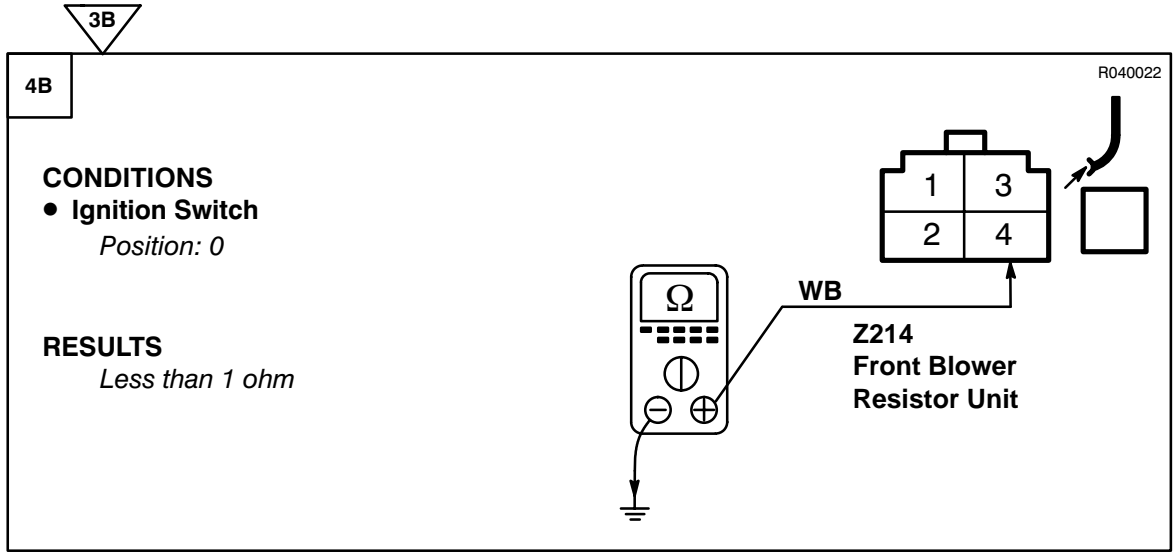 3B
4B
R040022
CONDITIONS
● Ignition Switch
Position: 0
RESULTS
Less than 1 ohm
1 3
2 4
Ω
WB
Z214
Front Blower
Resistor Unit